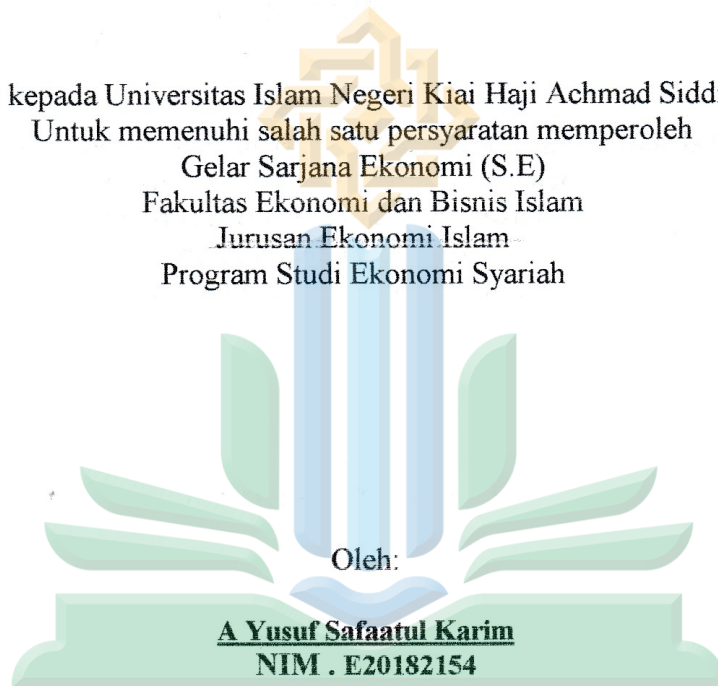 kepada Universitas Islam Negeri Kiai Haji Achmad Sidd
Untuk memenuhi salah satu persyaratan memperoleh
Gelar Sarjana Ekonomi (S.E)
Fakultas Ekonomi dan Bisnis Islam
Jurusan Ekonomi Islam
Program Studi Ekonomi Syariah
Oleh:
A Yusuf Safaatul Karim
NIM . E20182154